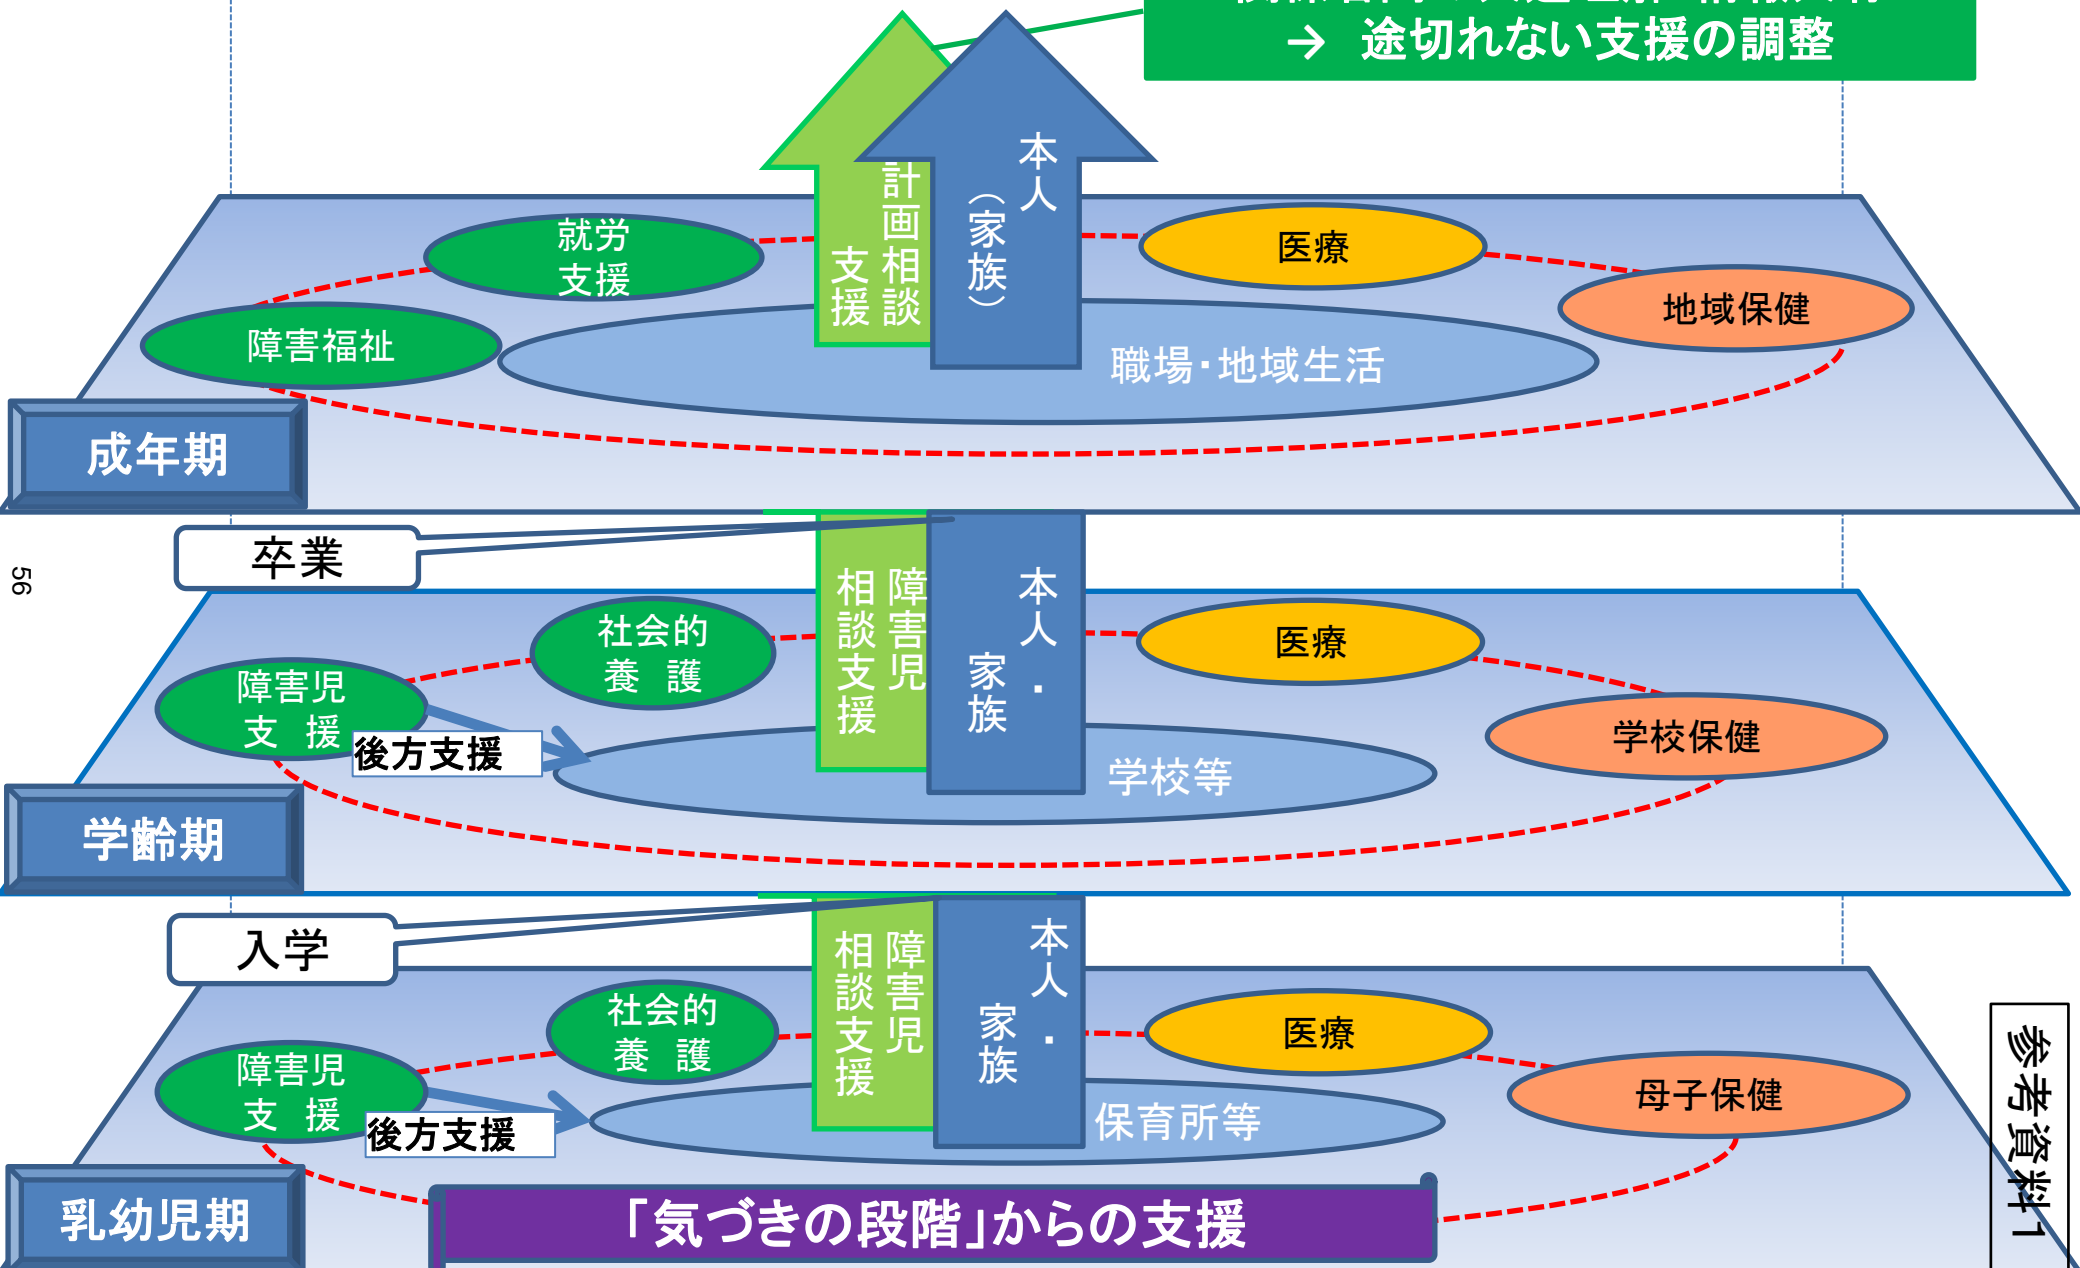 → 途切れない支援の調整
本人
(家族)
計画相談
支援
就労
支援
医療
地域保健
障害福祉
職場・地域生活
成年期
卒業
56
本人・
家族
障害児
相談支援
社会的
養 護
医療
障害児
支 援
後方支援
学校保健
学校等
学齢期
入学
本人・
家族
障害児
相談支援
社会的
養 護
医療
障害児
支 援
後方支援
母子保健
保育所等
参考資料1
乳幼児期
「気づきの段階」からの支援